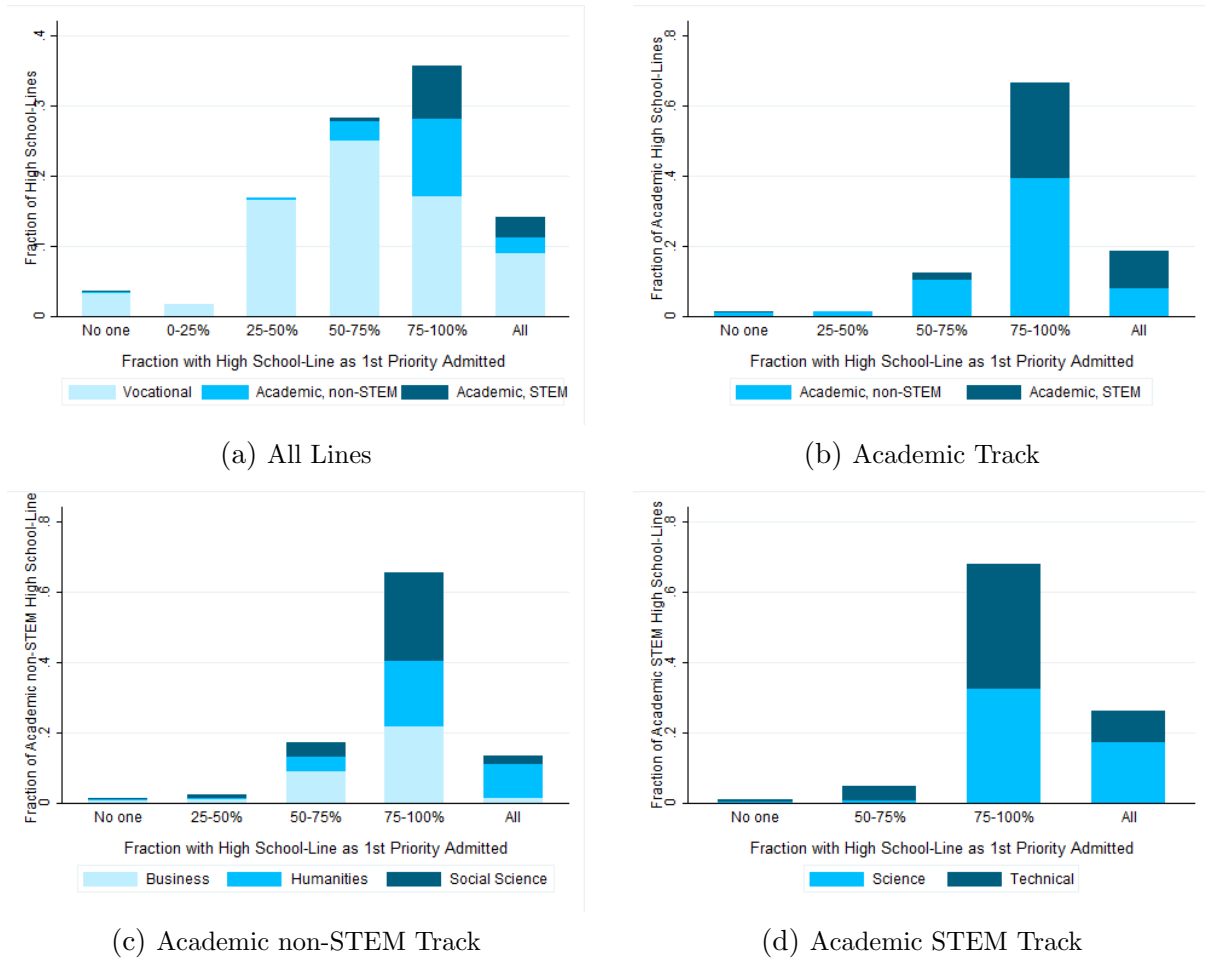 Fraction of High School-Lines
.4
.3
.2
.1
0
No one 0-25% 25-50% 50-75% 75-100% All
Fraction with High School-Line as 1st Priority Admitted
Vocational Academic, non-STEM Academic, STEM
(a) All Lines
Fraction of Academic High School-Lines
.8
.6
.4
.2
0
No one 25-50% 50-75% 75-100% All
Fraction with High School-Line as 1st Priority Admitted
Academic, non-STEM Academic, STEM
(b) Academic Track
Fraction of Academic non-STEM High School-Line
.8
.6
.4
.2
0
No one 25-50% 50-75% 75-100% All
Fraction with High School-Line as 1st Priority Admitted
Business Humanities Social Science
(c) Academic non-STEM Track
Fraction of Academic STEM High School-Lines
.8
.6
.4
.2
0
No one 50-75% 75-100% All
Fraction with High School-Line as 1st Priority Admitted
Science Technical
(d) Academic STEM Track